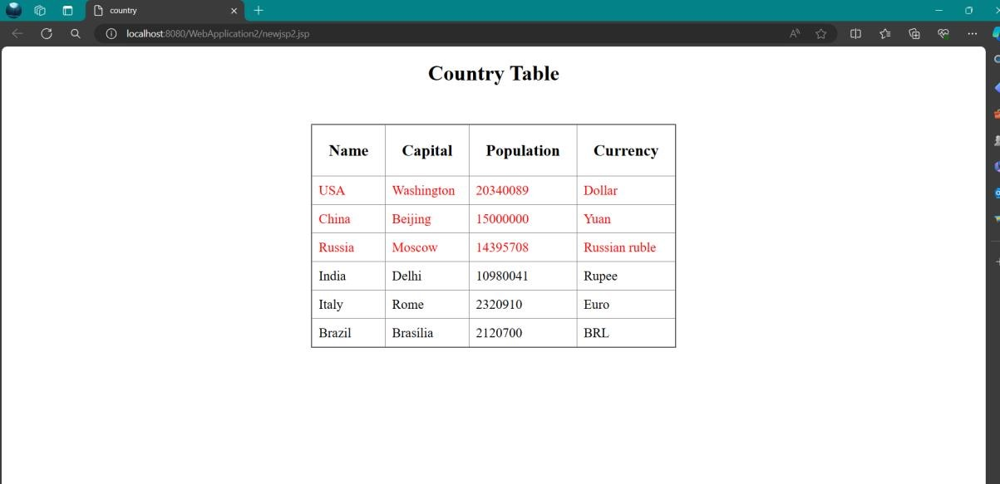 country
localhost:8080/WebApplication2/newjsp2.jsp
Country Table
Name Capital Population Currency
USA Washington 20340089 Dollar
China Beijing 15000000 Yuan
Russia Moscow 14395708 Russian ruble
India Delhi 10980041 Rupee
Italy Rome 2320910 Euro
Brazil Brasília 2120700 BRL